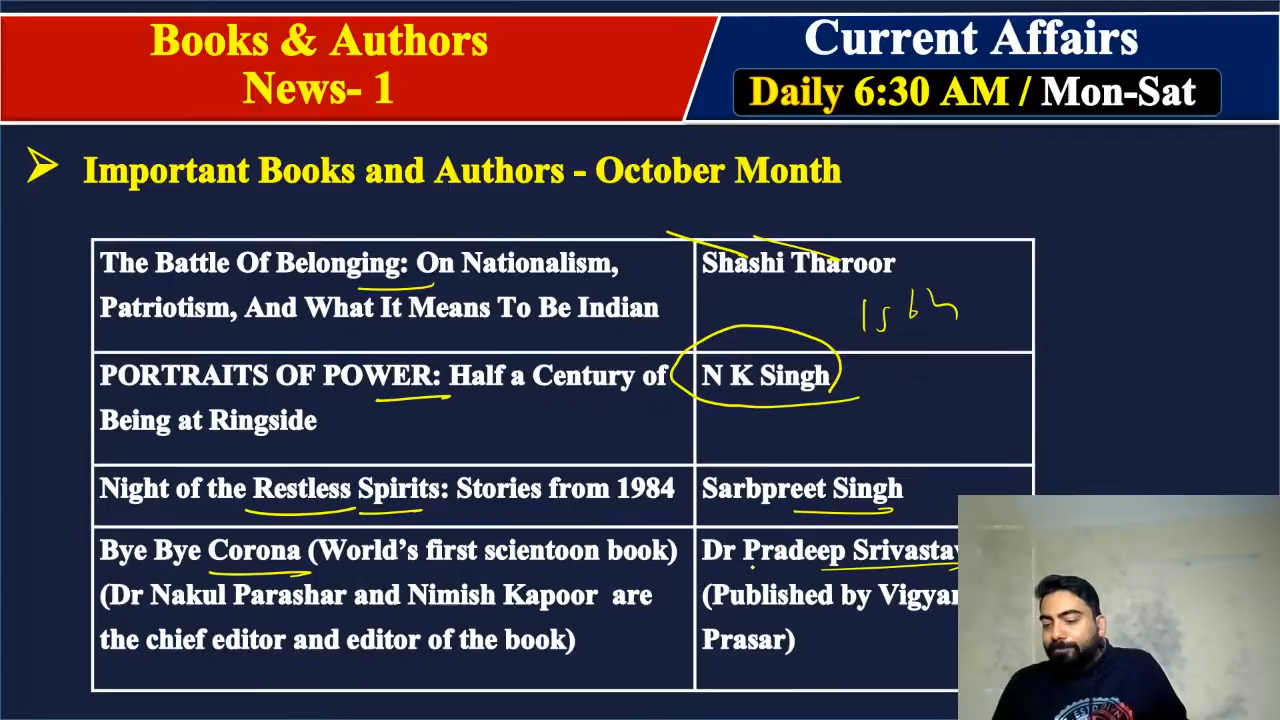 Books & Authors
News- 1
Current Affairs
Daily 6:30 AM / Mon-Sat
Important Books and Authors - October Month
The Battle Of Belonging: On Nationalism,
Patriotism, And What It Means To Be Indian
Shashi Tharoor
PORTRAITS OF POWER: Half a Century of
Being at Ringside
N K Singh
Night of the Restless Spirits: Stories from 1984
Sarbpreet Singh
Bye Bye Corona (World’s first scientoon book)
(Dr Nakul Parashar and Nimish Kapoor are
the chief editor and editor of the book)
Dr Pradeep
(Published by
Prasar)